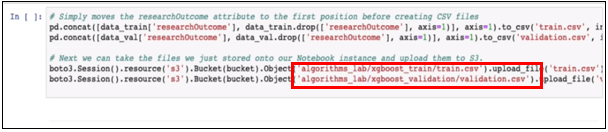 In [ ]: # Simply moves the researchOutcome attribute to the first position before creating CSV files
pd.concat([data_train['researchOutcome'], data_train.drop(['researchOutcome'], axis=1)], axis=1).to_csv('train.csv', in
pd.concat([data_val['researchOutcome'], data_val.drop(['researchOutcome'], axis=1)], axis=1).to_csv('validation.csv', i
# Next we can take the files we just stored onto our Notebook instance and upload them to S3.
boto3.Session().resource('s3').Bucket(bucket).Object('algorithms_lab/xgboost_train/train.csv').upload_file('train.csv')
boto3.Session().resource('s3').Bucket(bucket).Object('algorithms_lab/xgboost_validation/validation.csv').upload_file('v